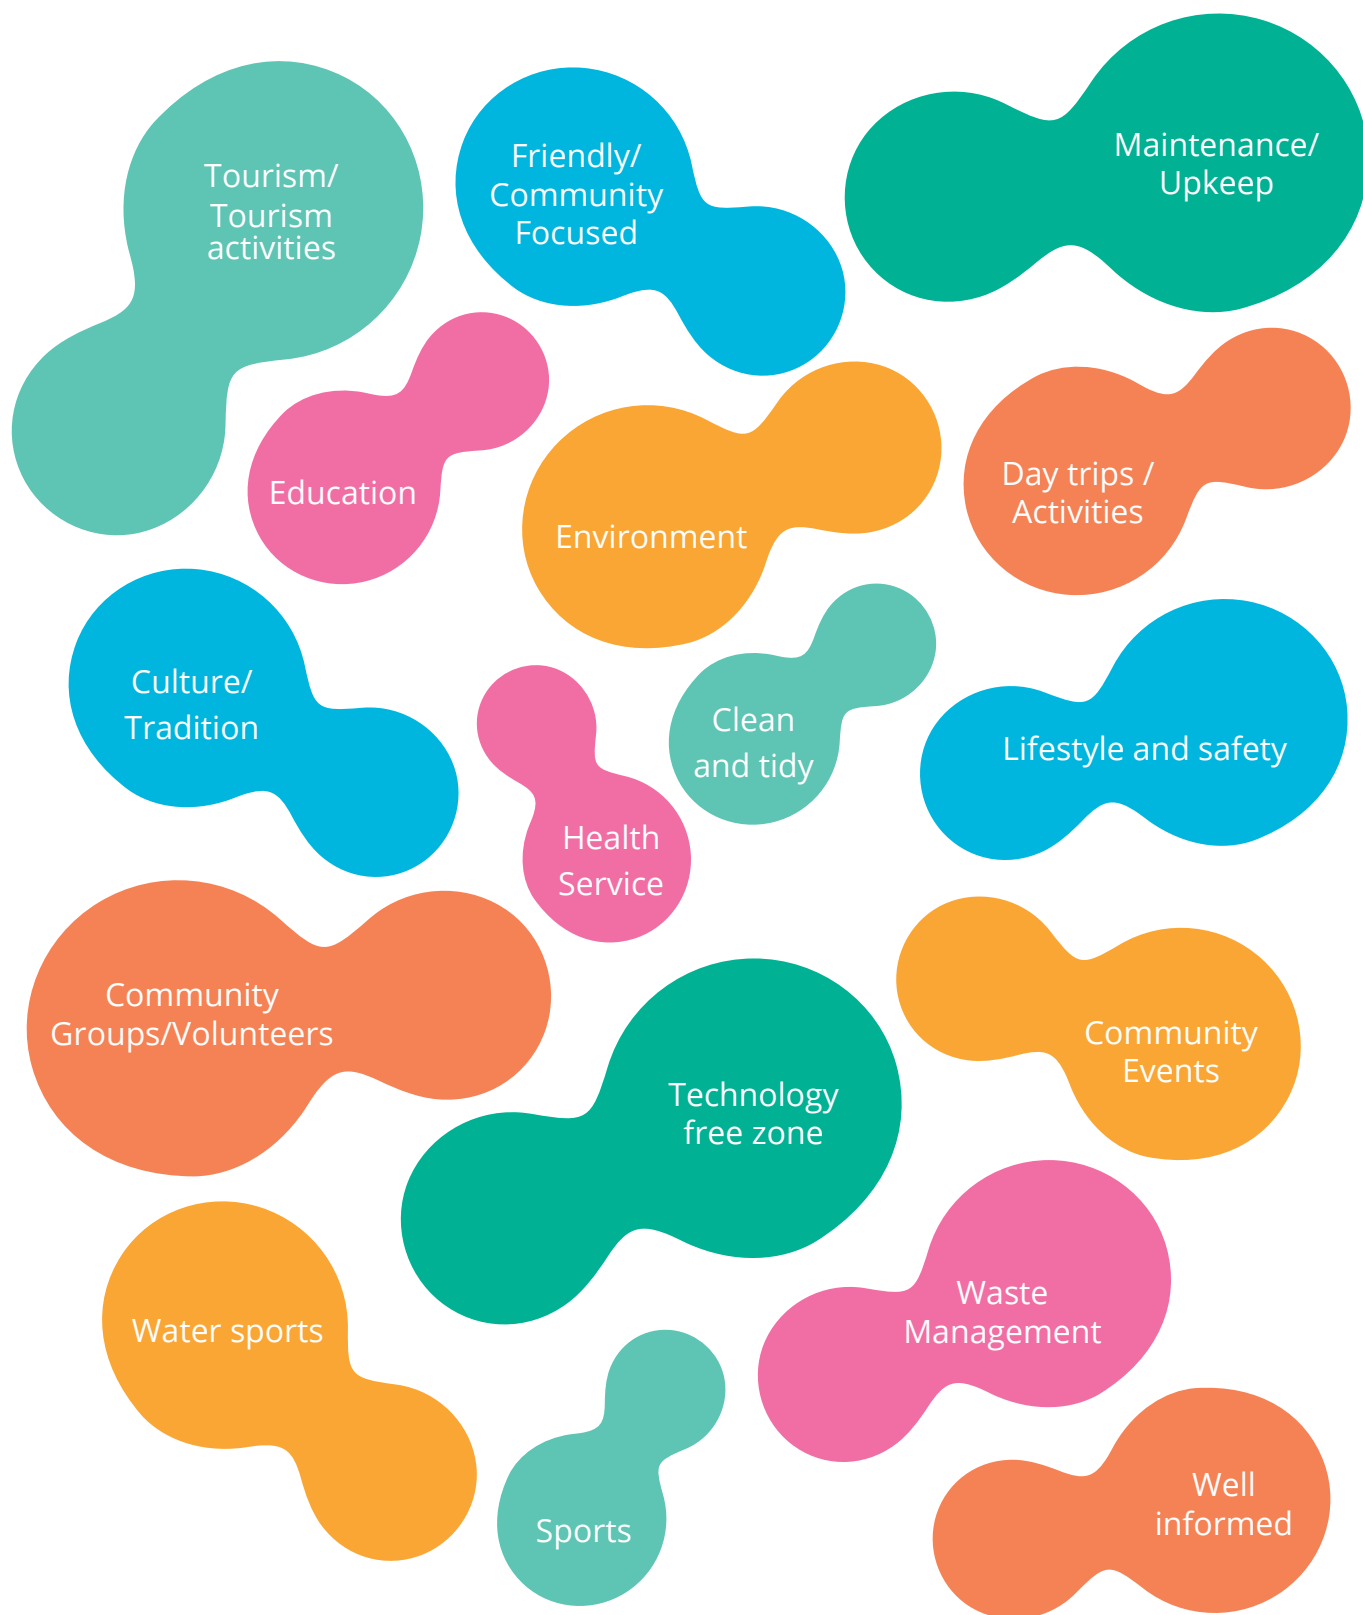 Tourism/
Tourism
activities
Friendly/
Community
Focused
Maintenance/
Upkeep
Education
Environment
Day trips /
Activities
Culture/
Tradition
Clean
and tidy
Lifestyle and safety
Health
Service
Community
Groups/Volunteers
Community
Events
Technology
free zone
Water sports
Waste
Management
Sports
Well
informed